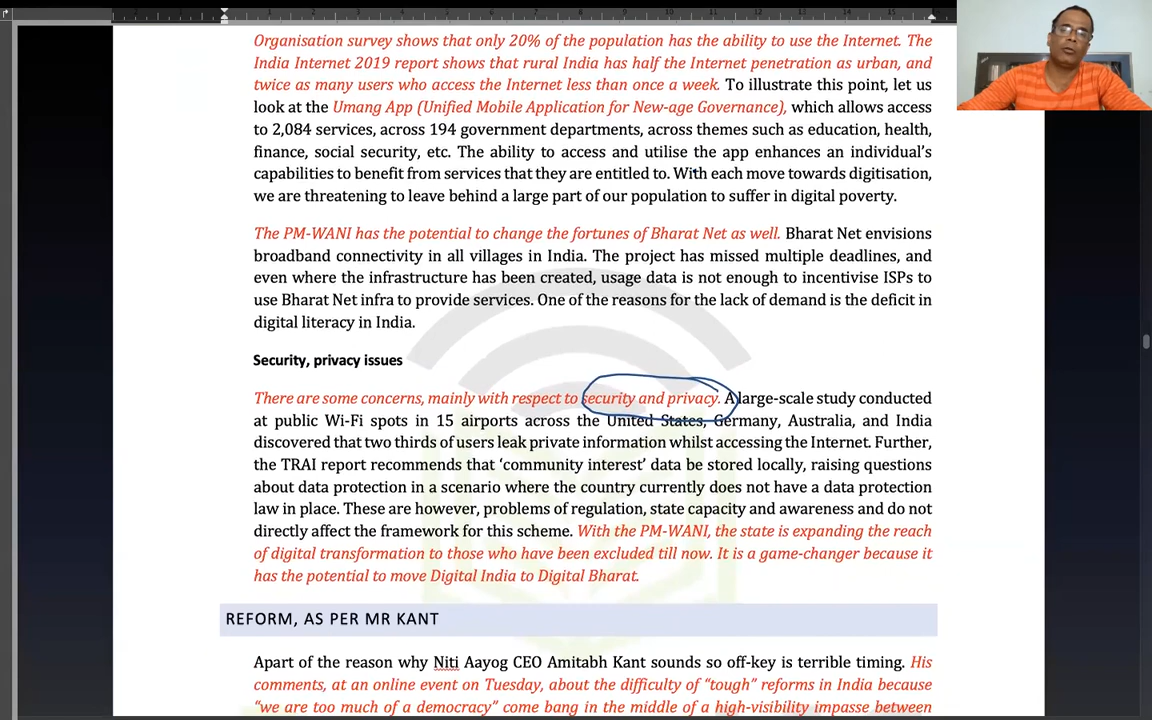 Organisation survey shows that only 20% of the population has the ability to use the Internet. The
India Internet 2019 report shows that rural India has half the Internet penetration as urban, and
twice as many users who access the Internet less than once a week. To illustrate this point, let us
look at the Umang App (Unified Mobile Application for New-age Governance), which allows access
to 2,084 services, across 194 government departments, across themes such as education, health,
finance, social security, etc. The ability to access and utilise the app enhances an individual's
capabilities to benefit from services that they are entitled to. With each move towards digitisation,
we are threatening to leave behind a large part of our population to suffer in digital poverty.
The PM-WANI has the potential to change the fortunes of Bharat Net as well. Bharat Net envisions
broadband connectivity in all villages in India. The project has missed multiple deadlines, and
even where the infrastructure has been created, usage data is not enough to incentivise ISPs to
use Bharat Net infra to provide services. One of the reasons for the lack of demand is the deficit in
digital literacy in India.
Security, privacy issues
There are some concerns, mainly with respect to security and privacy. A large-scale study conducted
at public Wi-Fi spots in 15 airports across the United States, Germany, Australia, and India
discovered that two thirds of users leak private information whilst accessing the Internet. Further,
the TRAI report recommends that 'community interest' data be stored locally, raising questions
about data protection in a scenario where the country currently does not have a data protection
law in place. These are however, problems of regulation, state capacity and awareness and do not
directly affect the framework for this scheme. With the PM-WANI, the state is expanding the reach
of digital transformation to those who have been excluded till now. It is a game-changer because it
has the potential to move Digital India to Digital Bharat.
REFORM, AS PER MR KANT
Apart of the reason why Niti Aayog CEO Amitabh Kant sounds so off-key is terrible timing. His
comments, at an online event on Tuesday, about the difficulty of "tough" reforms in India because
"we are too much of a democracy" come bang in the middle of a high-visibility impasse between